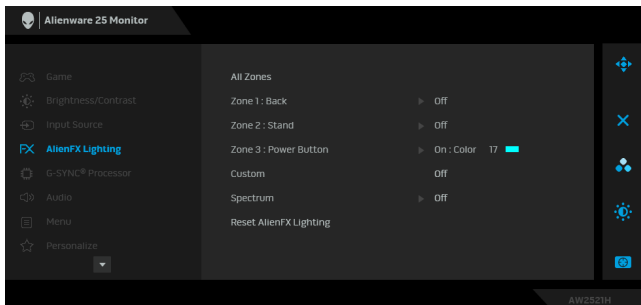 Alienware 25 Monitor
Game
Brightness/Contrast
Input Source
FX AlienFX Lighting
G-SYNC® Processor
Audio
Menu
Personalize
All Zones
Zone 1 : Back Off
Zone 2 : Stand Off
Zone 3 : Power Button On : Color 17
Custom Off
Spectrum Off
Reset AlienFX Lighting
AW2521H